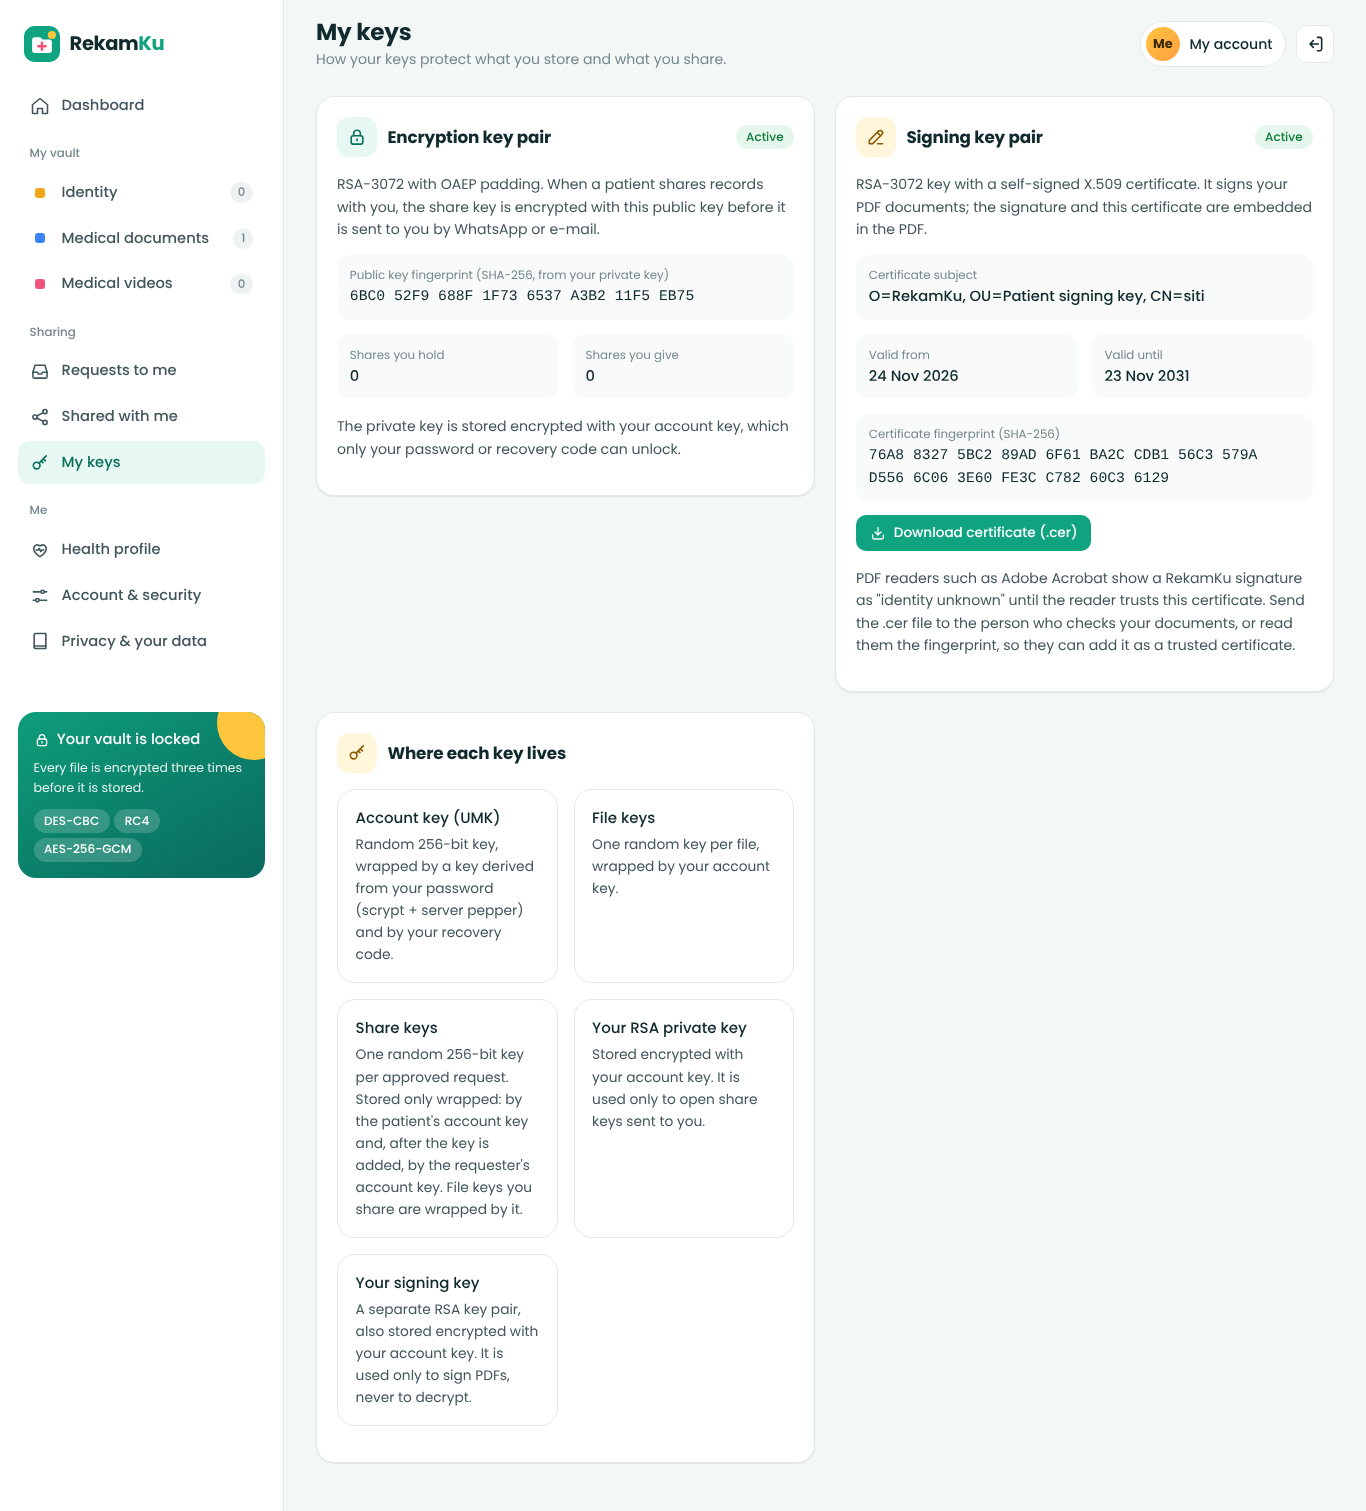 RekamKu
Dashboard
My vault
Identity 0
Medical documents 1
Medical videos 0
Sharing
Requests to me
Shared with me
My keys
Me
Health profile
Account & security
Privacy & your data
Your vault is locked
Every file is encrypted three times
before it is stored.
DES-CBC RC4
AES-256-GCM
My keys
How your keys protect what you store and what you share.
Me My account
Encryption key pair Active
RSA-3072 with OAEP padding. When a patient shares records
with you, the share key is encrypted with this public key before it
is sent to you by WhatsApp or e-mail.
Public key fingerprint (SHA-256, from your private key)
6BC0 52F9 688F 1F73 6537 A3B2 11F5 EB75
Shares you hold
0
Shares you give
0
The private key is stored encrypted with your account key, which
only your password or recovery code can unlock.
Signing key pair Active
RSA-3072 key with a self-signed X.509 certificate. It signs your
PDF documents; the signature and this certificate are embedded
in the PDF.
Certificate subject
O=RekamKu, OU=Patient signing key, CN=siti
Valid from
24 Nov 2026
Valid until
23 Nov 2031
Certificate fingerprint (SHA-256)
76A8 8327 5BC2 89AD 6F61 BA2C CDB1 56C3 579A
D556 6C06 3E60 FE3C C782 60C3 6129
Download certificate (.cer)
PDF readers such as Adobe Acrobat show a RekamKu signature
as "identity unknown" until the reader trusts this certificate. Send
the .cer file to the person who checks your documents, or read
them the fingerprint, so they can add it as a trusted certificate.
Where each key lives
Account key (UMK)
Random 256-bit key,
wrapped by a key derived
from your password
(scrypt + server pepper)
and by your recovery
code.
File keys
One random key per file,
wrapped by your account
key.
Share keys
One random 256-bit key
per approved request.
Stored only wrapped: by
the patient's account key
and, after the key is
added, by the requester's
account key. File keys you
share are wrapped by it.
Your RSA private key
Stored encrypted with
your account key. It is
used only to open share
keys sent to you.
Your signing key
A separate RSA key pair,
also stored encrypted with
your account key. It is
used only to sign PDFs,
never to decrypt.